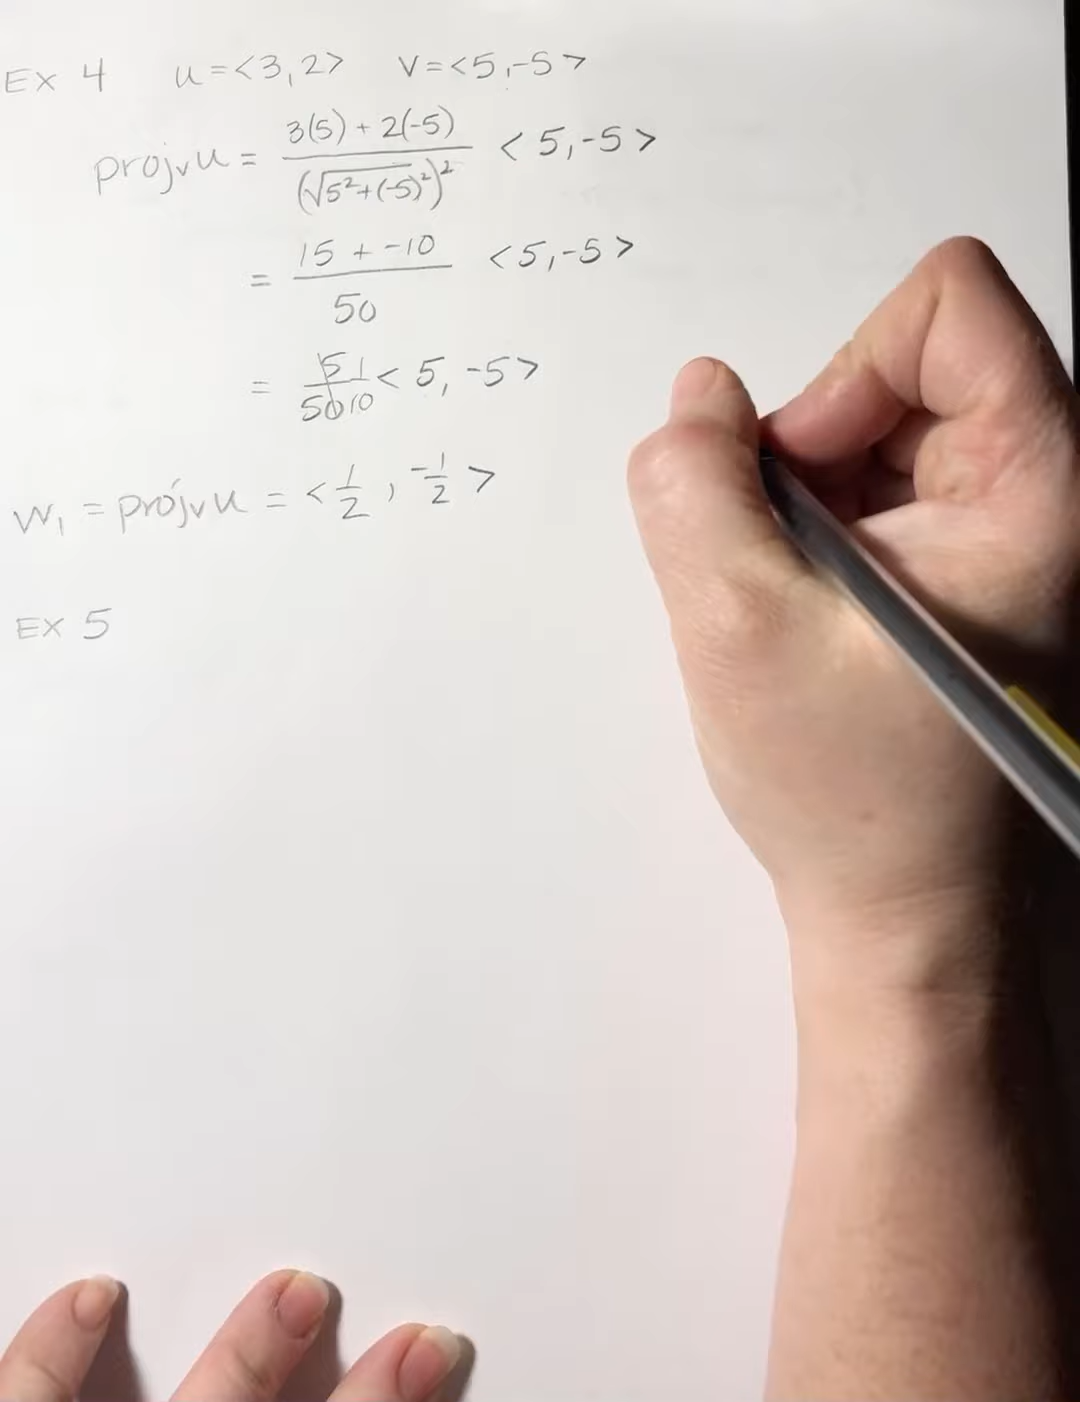 EX 4 u=<3,2> v=<5,-5>
projᵥu = 3(5) + 2(-5) / (√5²+(-5)²)² <5,-5>
= 15 + -10 / 50 <5,-5>
= 5 1 / 50 10 <5,-5>
w₁ = projᵥu = <1/2, -1/2>
EX 5